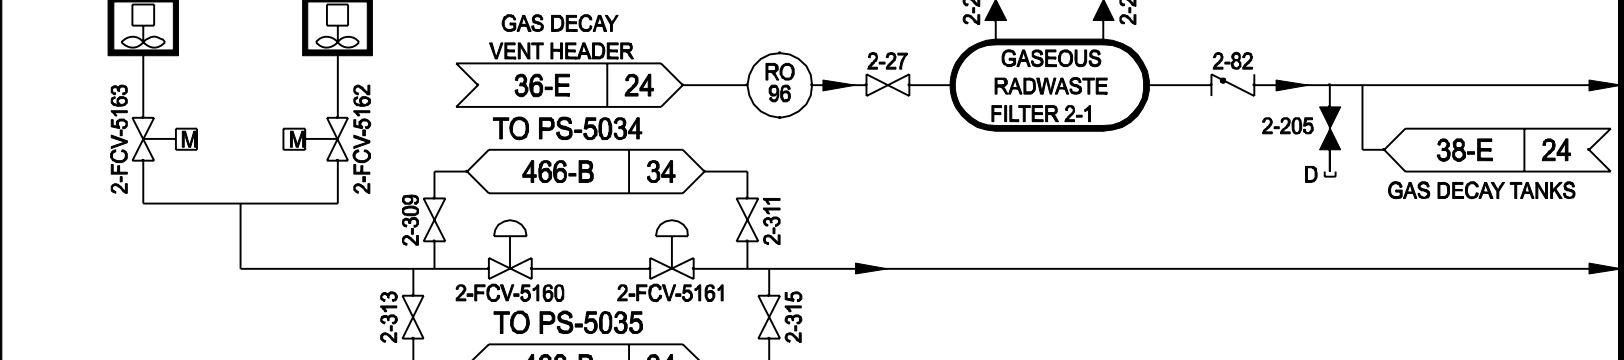 GAS DECAY
VENT HEADER
36-E 24
RO
96
2-27
GASEOUS
RADWASTE
FILTER 2-1
2-82
2-205
D
38-E 24
GAS DECAY TANKS
2-FCV-5163
M
M
2-FCV-5162
TO PS-5034
466-B 34
2-309
2-311
2-FCV-5160
2-FCV-5161
2-313
2-315
TO PS-5035